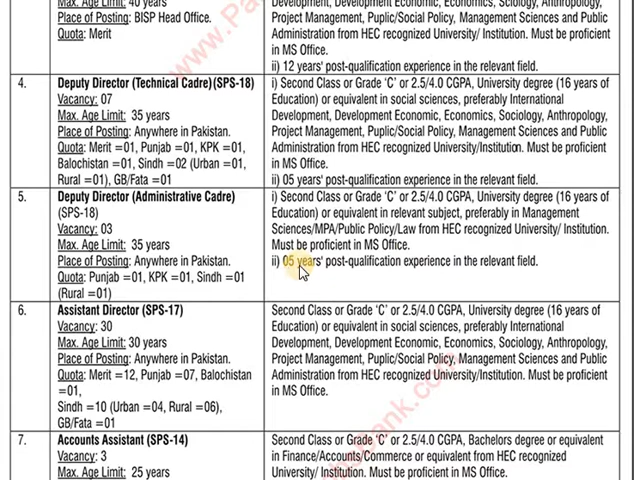 Max. Age Limit: 40 years
Place of Posting: BISP Head Office.
Quota: Merit
Development, Development Economic, Economics, Sciology, Anthropology,
Project Management, Puplic/Social Policy, Management Sciences and Public
Administration from HEC recognized University/ Institution. Must be proficient
in MS Office.
ii) 12 years' post-qualification experience in the relevant field.
4.
Deputy Director (Technical Cadre)(SPS-18)
Vacancy: 07
Max. Age Limit: 35 years
Place of Posting: Anywhere in Pakistan.
Quota: Merit =01, Punjab =01, KPK =01,
Balochistan =01, Sindh =02 (Urban =01,
Rural =01), GB/Fata =01
i) Second Class or Grade ‘C’ or 2.5/4.0 CGPA, University degree (16 years of
Education) or equivalent in social sciences, preferably International
Development, Development Economic, Economics, Sociology, Anthropology,
Project Management, Puplic/Social Policy, Management Sciences and Public
Administration from HEC recognized University/Institution. Must be proficient
in MS Office.
ii) 05 years' post-qualification experience in the relevant field.
5.
Deputy Director (Administrative Cadre)
(SPS-18)
Vacancy: 03
Max. Age Limit: 35 years
Place of Posting: Anywhere in Pakistan.
Quota: Punjab =01, KPK =01, Sindh =01
(Rural =01)
i) Second Class or Grade ‘C’ or 2.5/4.0 CGPA, University degree (16 years of
Education) or equivalent in relevant subject, preferably in Management
Sciences/MPA/Public Policy/Law from HEC recognized University/ Institution.
Must be proficient in MS Office.
ii) 05 years' post-qualification experience in the relevant field.
6.
Assistant Director (SPS-17)
Vacancy: 30
Max. Age Limit: 30 years
Place of Posting: Anywhere in Pakistan.
Quota: Merit =12, Punjab =07, Balochistan
=01,
Sindh =10 (Urban =04, Rural =06),
GB/Fata =01
Second Class or Grade ‘C’ or 2.5/4.0 CGPA, University degree (16 years of
Education) or equivalent in social sciences, preferably International
Development, Development Economic, Economics, Sociology, Anthropology,
Project Management, Puplic/Social Policy, Management Sciences and Public
Administration from HEC recognized University/Institution. Must be proficient
in MS Office.
7.
Accounts Assistant (SPS-14)
Vacancy: 3
Max. Age Limit: 25 years
Second Class or Grade ‘C’ or 2.5/4.0 CGPA, Bachelors degree or equivalent
in Finance/Accounts/Commerce or equivalent from HEC recognized
University/ Institution. Must be proficient in MS Office.